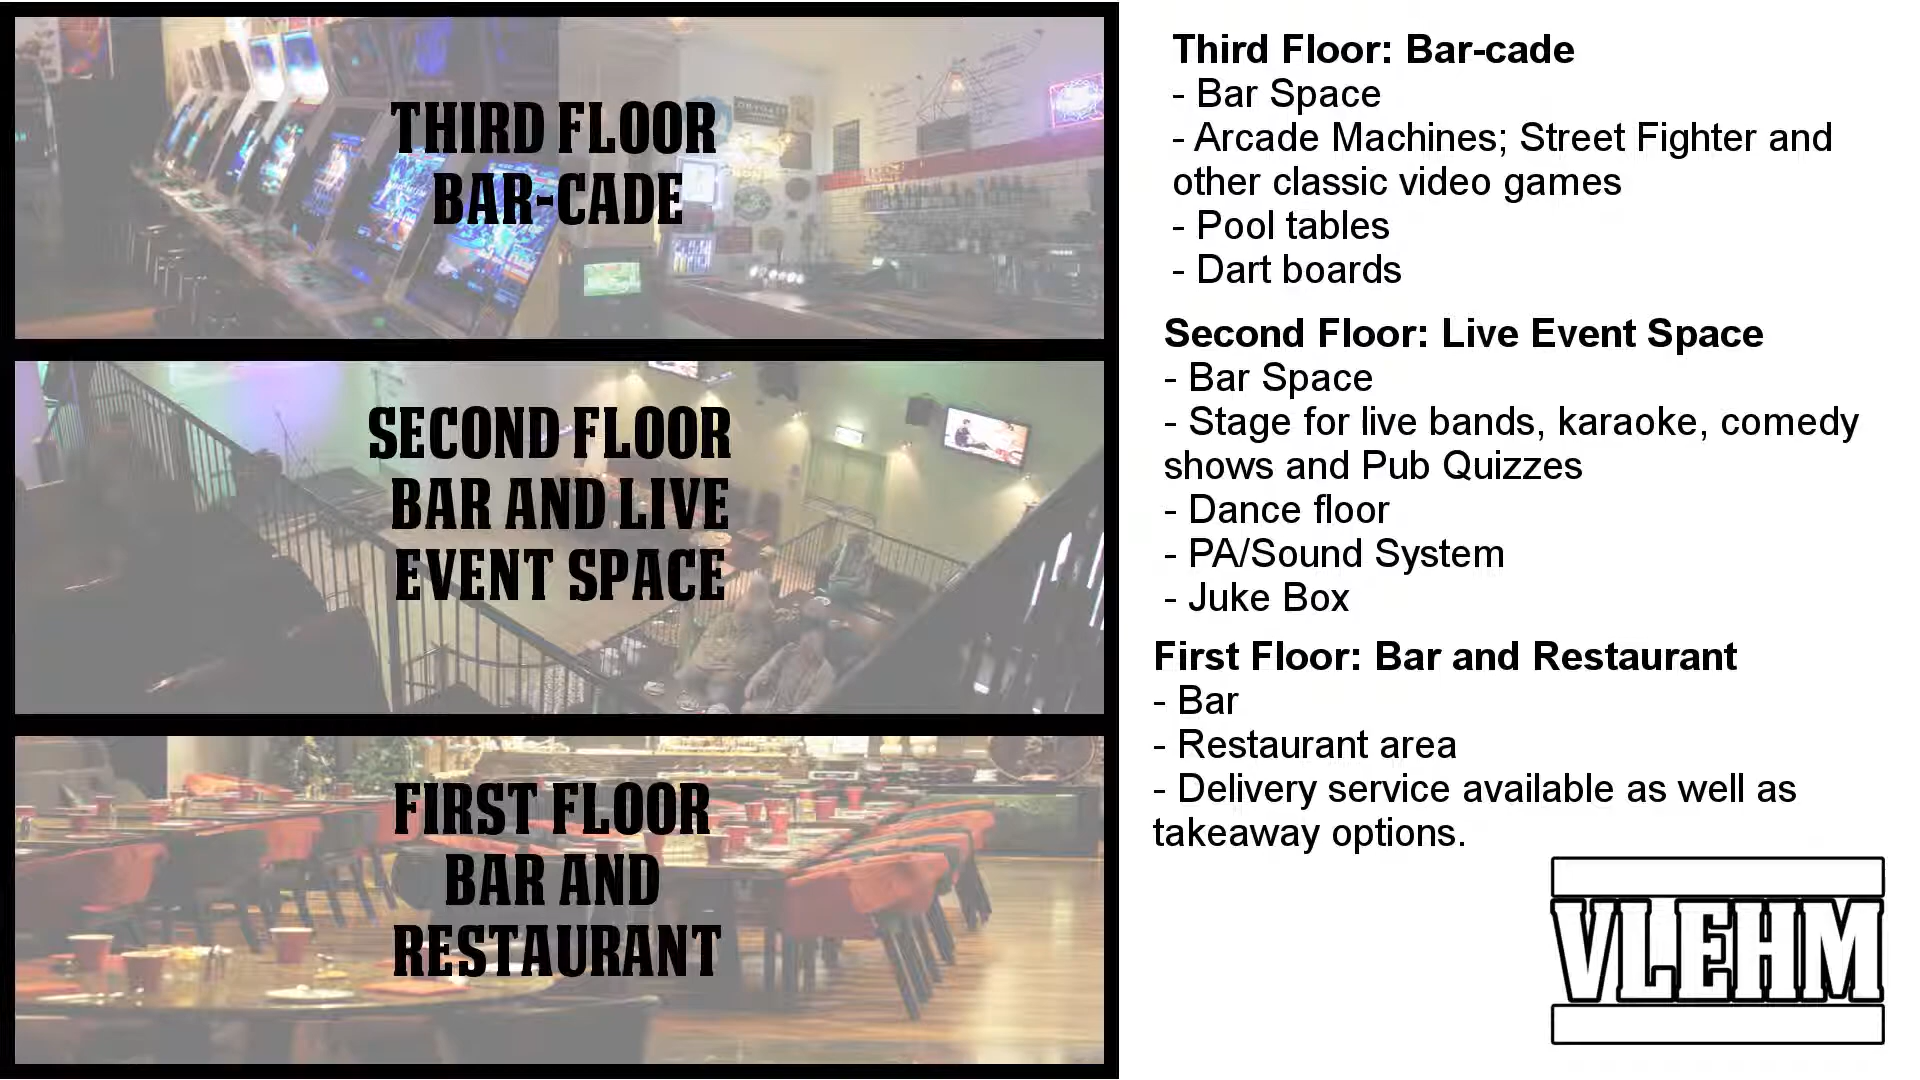 THIRD FLOOR
BAR-CADE
SECOND FLOOR
BAR AND LIVE
EVENT SPACE
FIRST FLOOR
BAR AND
RESTAURANT
Third Floor: Bar-cade
- Bar Space
- Arcade Machines; Street Fighter and
other classic video games
- Pool tables
- Dart boards
Second Floor: Live Event Space
- Bar Space
- Stage for live bands, karaoke, comedy
shows and Pub Quizzes
- Dance floor
- PA/Sound System
- Juke Box
First Floor: Bar and Restaurant
- Bar
- Restaurant area
- Delivery service available as well as
takeaway options.
VLEHM